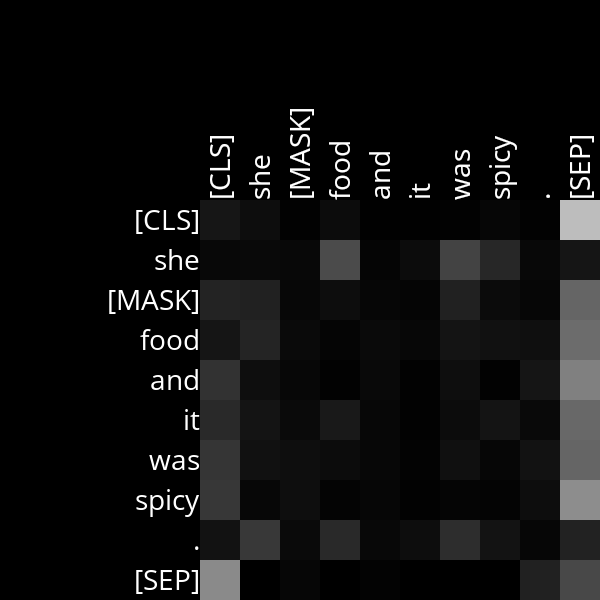 [CLS] she [MASK] food and it was spicy . [SEP]
[CLS]
she
[MASK]
food
and
it
was
spicy
.
[SEP]